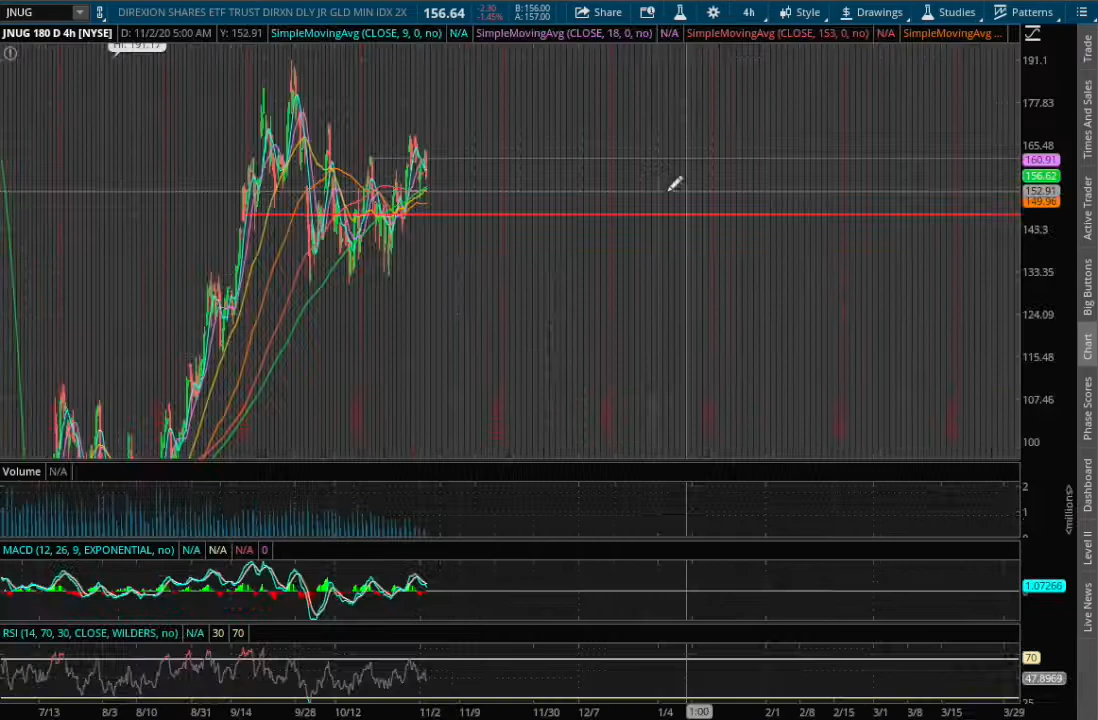 JNUG DIREXION SHARES ETF TRUST DIRXN DLY JR GLD MIN IDX 2X 156.64 -2.30 -1.45% B: 156.00 A: 157.00 Share 4h Style Drawings Studies Patterns
JNUG 180 D 4h [NYSE] D: 11/2/20 5:00 AM Y: 152.91 SimpleMovingAvg (CLOSE, 9, 0, no) N/A SimpleMovingAvg (CLOSE, 18, 0, no) N/A SimpleMovingAvg (CLOSE, 153, 0, no) N/A SimpleMovingAvg ...
Hi: 191.17
191.1
177.83
165.48
160.91
156.62
152.91
149.96
145.3
133.35
124.09
115.48
107.46
100
Volume N/A
2
1
<millions>
MACD (12, 26, 9, EXPONENTIAL, no) N/A N/A N/A 0
1.07266
RSI (14, 70, 30, CLOSE, WILDERS, no) N/A 30 70
70
47.8969
7/13 8/3 8/10 8/31 9/14 9/28 10/12 11/2 11/9 11/30 12/7 1/4 1:00 2/1 2/8 2/15 3/1 3/8 3/15 3/29
Trade
Times And Sales
Active Trader
Big Buttons
Chart
Phase Scores
Dashboard
Level II
Live News